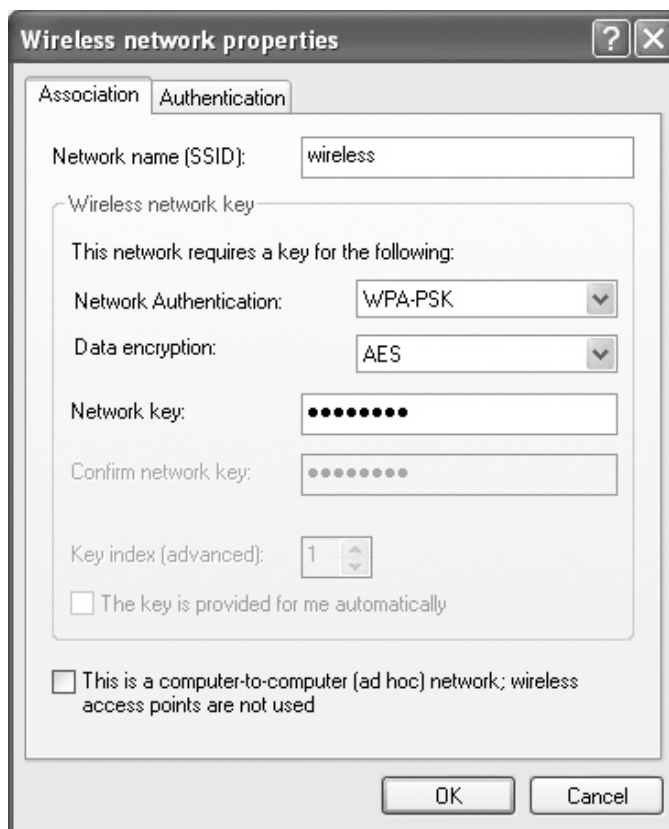 Wireless network properties
Association Authentication
Network name (SSID): wireless
Wireless network key
This network requires a key for the following:
Network Authentication: WPA-PSK
Data encryption: AES
Network key: ••••••••
Confirm network key: ••••••••
Key index (advanced): 1
The key is provided for me automatically
This is a computer-to-computer (ad hoc) network; wireless
access points are not used
OK Cancel